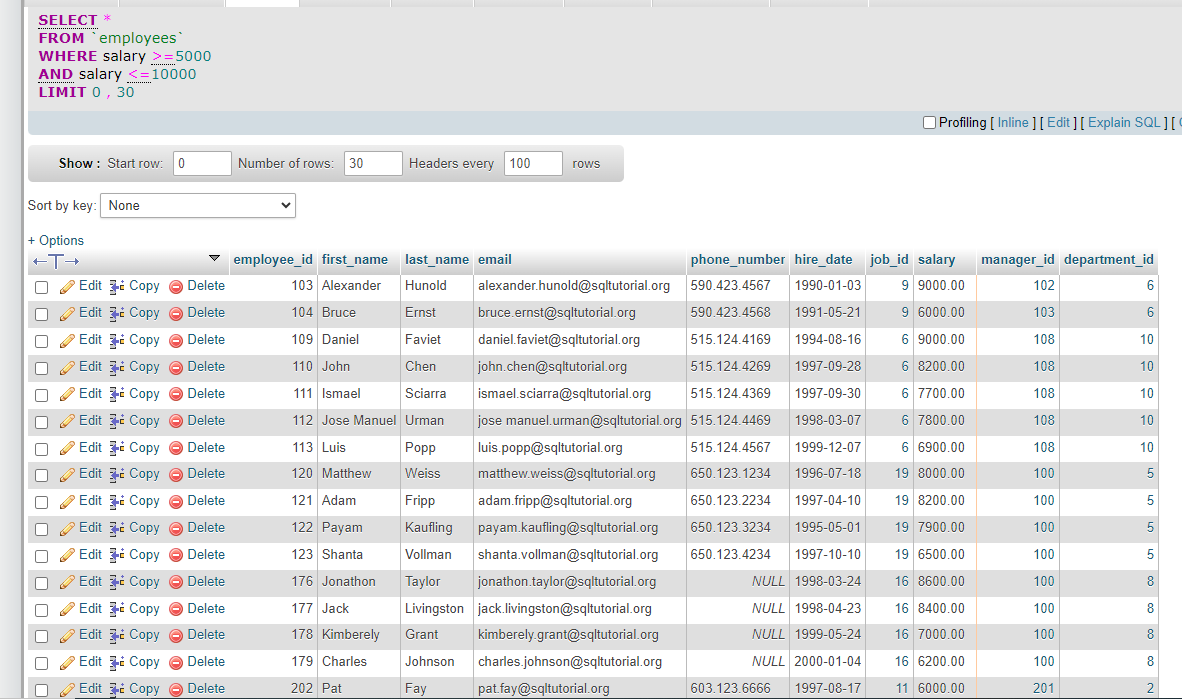 SELECT *
FROM `employees`
WHERE salary >=5000
AND salary <=10000
LIMIT 0 , 30
Profiling [ Inline ] [ Edit ] [ Explain SQL ] [
Show : Start row: 0 Number of rows: 30 Headers every 100 rows
Sort by key: None
+ Options
←T→ employee_id first_name last_name email phone_number hire_date job_id salary manager_id department_id
Edit Copy Delete 103 Alexander Hunold alexander.hunold@sqltutorial.org 590.423.4567 1990-01-03 9 9000.00 102 6
Edit Copy Delete 104 Bruce Ernst bruce.ernst@sqltutorial.org 590.423.4568 1991-05-21 9 6000.00 103 6
Edit Copy Delete 109 Daniel Faviet daniel.faviet@sqltutorial.org 515.124.4169 1994-08-16 6 9000.00 108 10
Edit Copy Delete 110 John Chen john.chen@sqltutorial.org 515.124.4269 1997-09-28 6 8200.00 108 10
Edit Copy Delete 111 Ismael Sciarra ismael.sciarra@sqltutorial.org 515.124.4369 1997-09-30 6 7700.00 108 10
Edit Copy Delete 112 Jose Manuel Urman jose manuel.urman@sqltutorial.org 515.124.4469 1998-03-07 6 7800.00 108 10
Edit Copy Delete 113 Luis Popp luis.popp@sqltutorial.org 515.124.4567 1999-12-07 6 6900.00 108 10
Edit Copy Delete 120 Matthew Weiss matthew.weiss@sqltutorial.org 650.123.1234 1996-07-18 19 8000.00 100 5
Edit Copy Delete 121 Adam Fripp adam.fripp@sqltutorial.org 650.123.2234 1997-04-10 19 8200.00 100 5
Edit Copy Delete 122 Payam Kaufling payam.kaufling@sqltutorial.org 650.123.3234 1995-05-01 19 7900.00 100 5
Edit Copy Delete 123 Shanta Vollman shanta.vollman@sqltutorial.org 650.123.4234 1997-10-10 19 6500.00 100 5
Edit Copy Delete 176 Jonathon Taylor jonathon.taylor@sqltutorial.org NULL 1998-03-24 16 8600.00 100 8
Edit Copy Delete 177 Jack Livingston jack.livingston@sqltutorial.org NULL 1998-04-23 16 8400.00 100 8
Edit Copy Delete 178 Kimberely Grant kimberely.grant@sqltutorial.org NULL 1999-05-24 16 7000.00 100 8
Edit Copy Delete 179 Charles Johnson charles.johnson@sqltutorial.org NULL 2000-01-04 16 6200.00 100 8
Edit Copy Delete 202 Pat Fay pat.fay@sqltutorial.org 603.123.6666 1997-08-17 11 6000.00 201 2